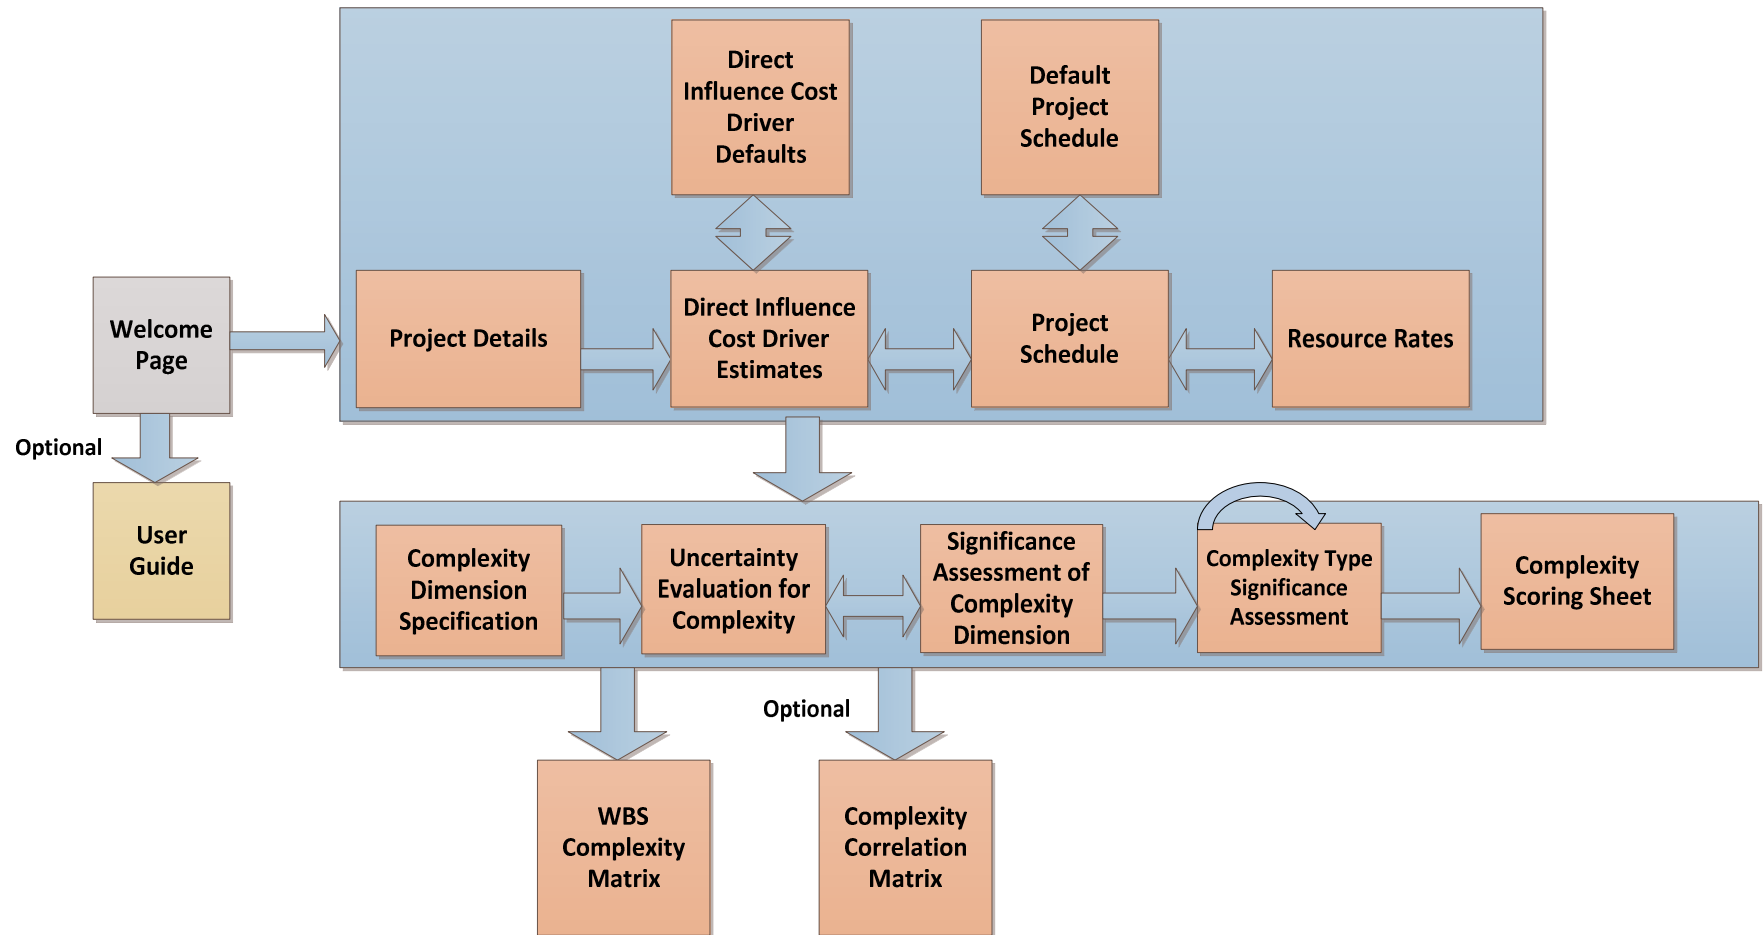 Direct
Influence Cost
Driver
Defaults
Default
Project
Schedule
Welcome
Page
Project Details
Direct Influence
Cost Driver
Estimates
Project
Schedule
Resource Rates
Optional
User
Guide
Complexity
Dimension
Specification
Uncertainty
Evaluation for
Complexity
Significance
Assessment of
Complexity
Dimension
Complexity Type
Significance
Assessment
Complexity
Scoring Sheet
Optional
WBS
Complexity
Matrix
Complexity
Correlation
Matrix